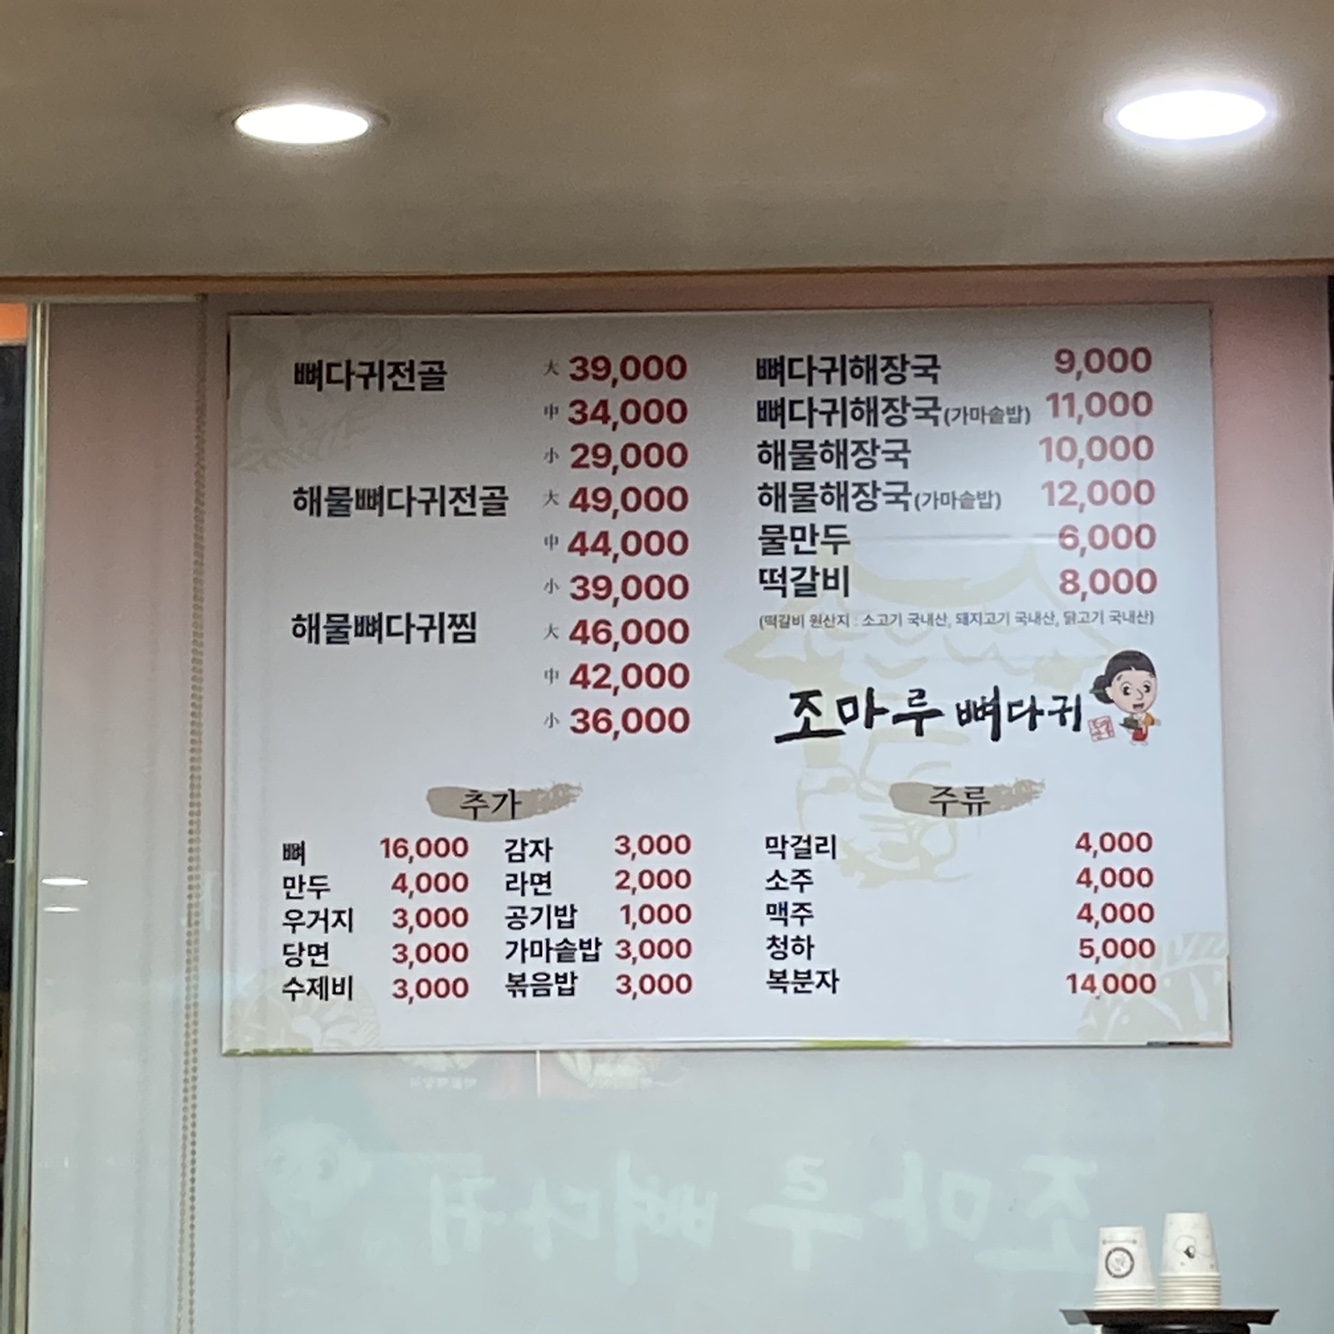 뼈다귀전골 大 39,000
中 34,000
小 29,000
해물뼈다귀전골 大 49,000
中 44,000
小 39,000
해물뼈다귀찜 大 46,000
中 42,000
小 36,000
뼈다귀해장국 9,000
뼈다귀해장국(가마솥밥) 11,000
해물해장국 10,000
해물해장국(가마솥밥) 12,000
물만두 6,000
떡갈비 8,000
(떡갈비 원산지 : 소고기 국내산, 돼지고기 국내산, 닭고기 국내산)
조마루 뼈다귀
추가
뼈 16,000 감자 3,000
만두 4,000 라면 2,000
우거지 3,000 공기밥 1,000
당면 3,000 가마솥밥 3,000
수제비 3,000 볶음밥 3,000
주류
막걸리 4,000
소주 4,000
맥주 4,000
청하 5,000
복분자 14,000
조마루 뼈다귀